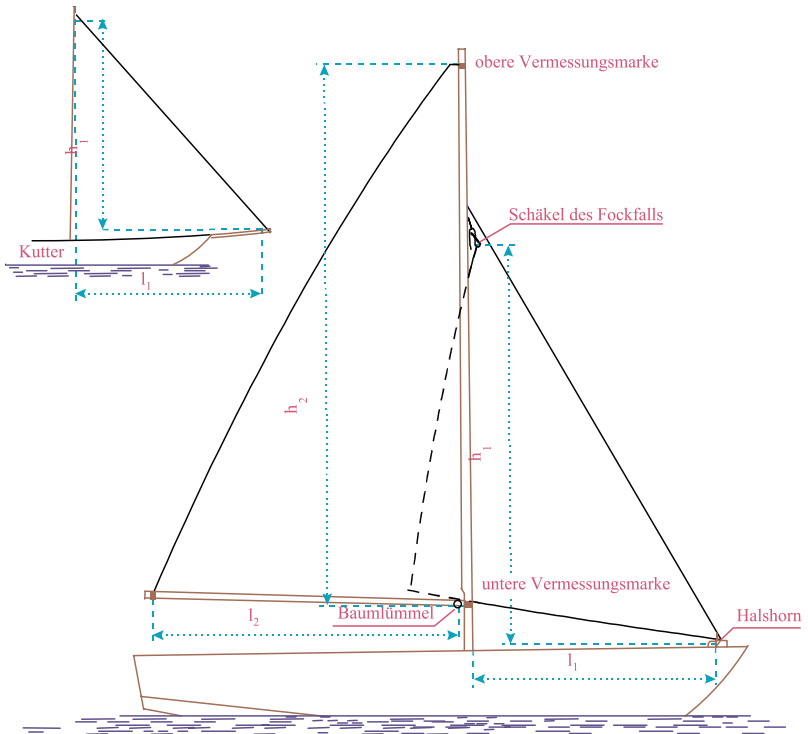 obere Vermessungsmarke
h1
Schäkel des Fockfalls
Kutter
l1
h2
h1
untere Vermessungsmarke
Baumlümmel
l2
Halshorn
l1